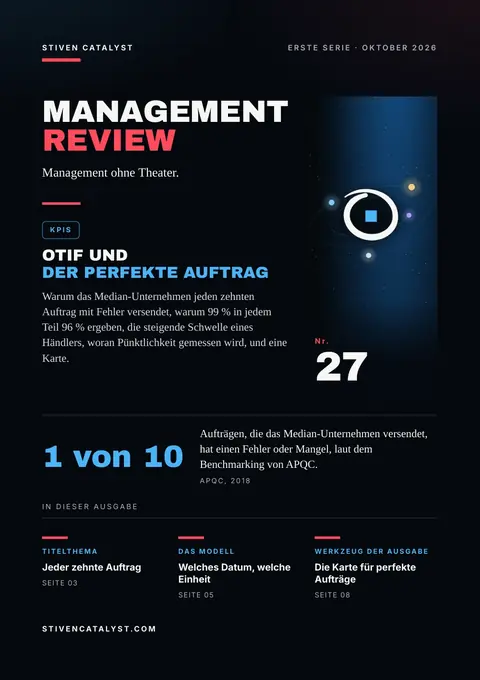 STIVEN CATALYST
ERSTE SERIE · OKTOBER 2026
MANAGEMENT
REVIEW
Management ohne Theater.
KPIS
OTIF UND
DER PERFEKTE AUFTRAG
Warum das Median-Unternehmen jeden zehnten
Auftrag mit Fehler versendet, warum 99 % in jedem
Teil 96 % ergeben, die steigende Schwelle eines
Händlers, woran Pünktlichkeit gemessen wird, und eine
Karte.
Nr.
27
1 von 10
Aufträgen, die das Median-Unternehmen versendet,
hat einen Fehler oder Mangel, laut dem
Benchmarking von APQC.
APQC, 2018
IN DIESER AUSGABE
TITELTHEMA
Jeder zehnte Auftrag
SEITE 03
DAS MODELL
Welches Datum, welche
Einheit
SEITE 05
WERKZEUG DER AUSGABE
Die Karte für perfekte
Aufträge
SEITE 08
STIVENCATALYST.COM